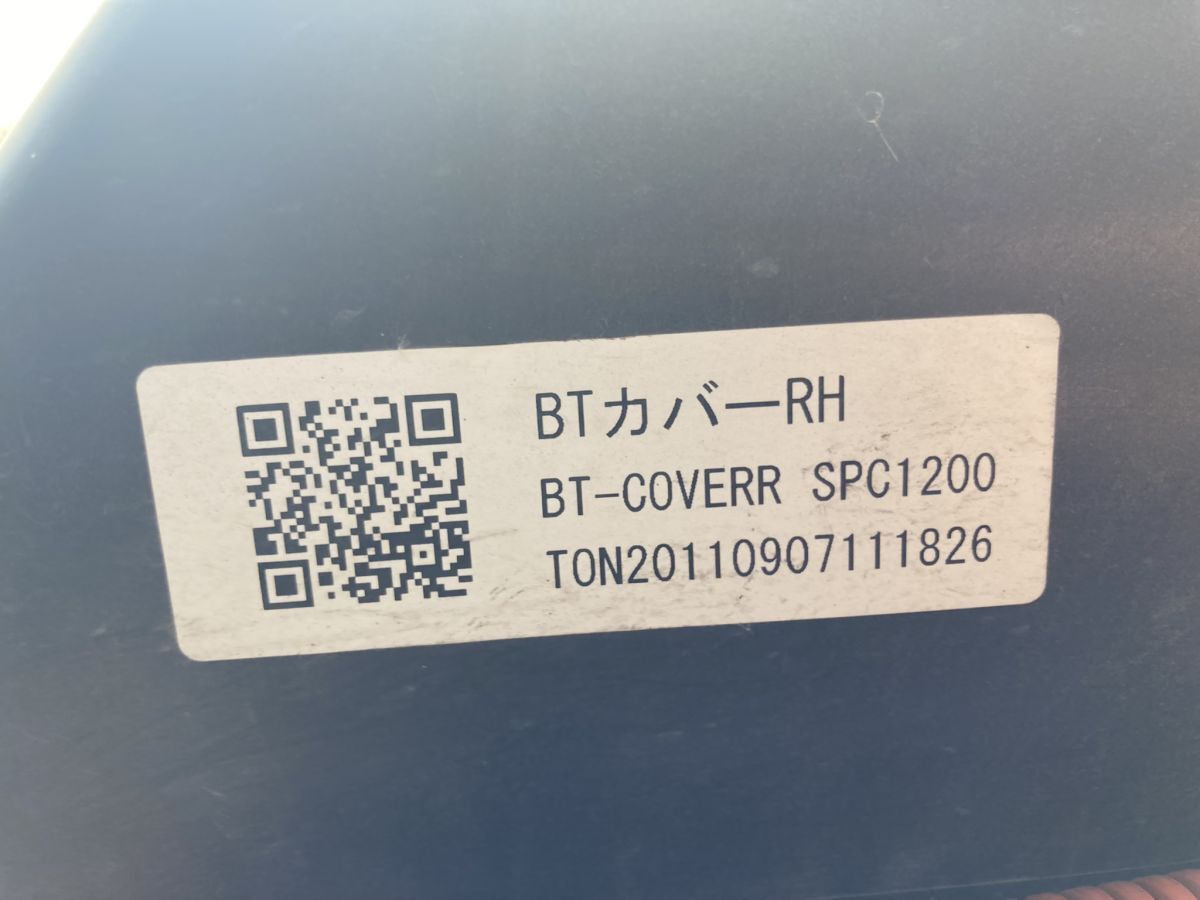 BTカバーRH
BT-COVERR SPC1200
TON20110907111826